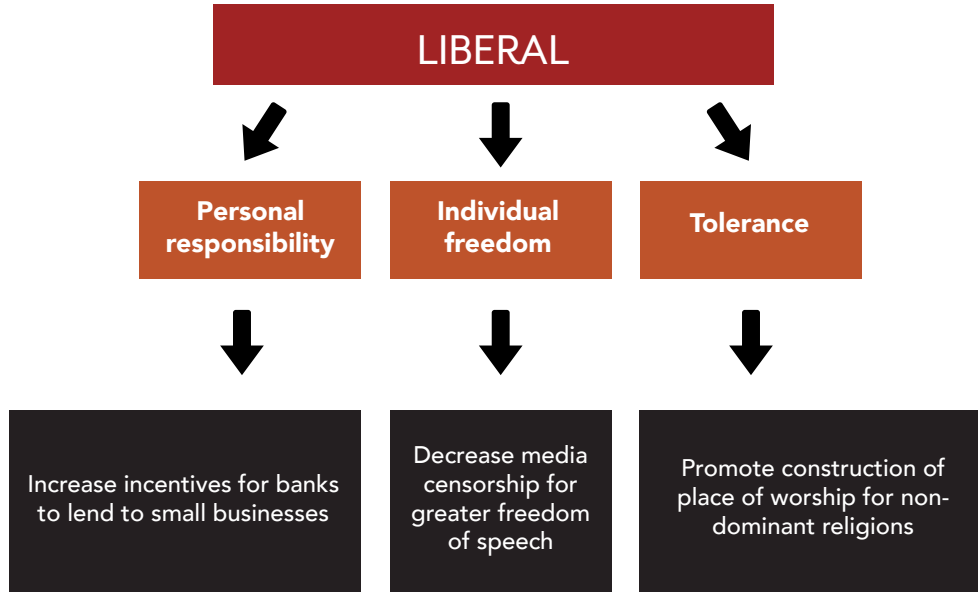 LIBERAL
Personal
responsibility
Individual
freedom
Tolerance
Increase incentives for banks
to lend to small businesses
Decrease media
censorship for
greater freedom
of speech
Promote construction of
place of worship for non-
dominant religions